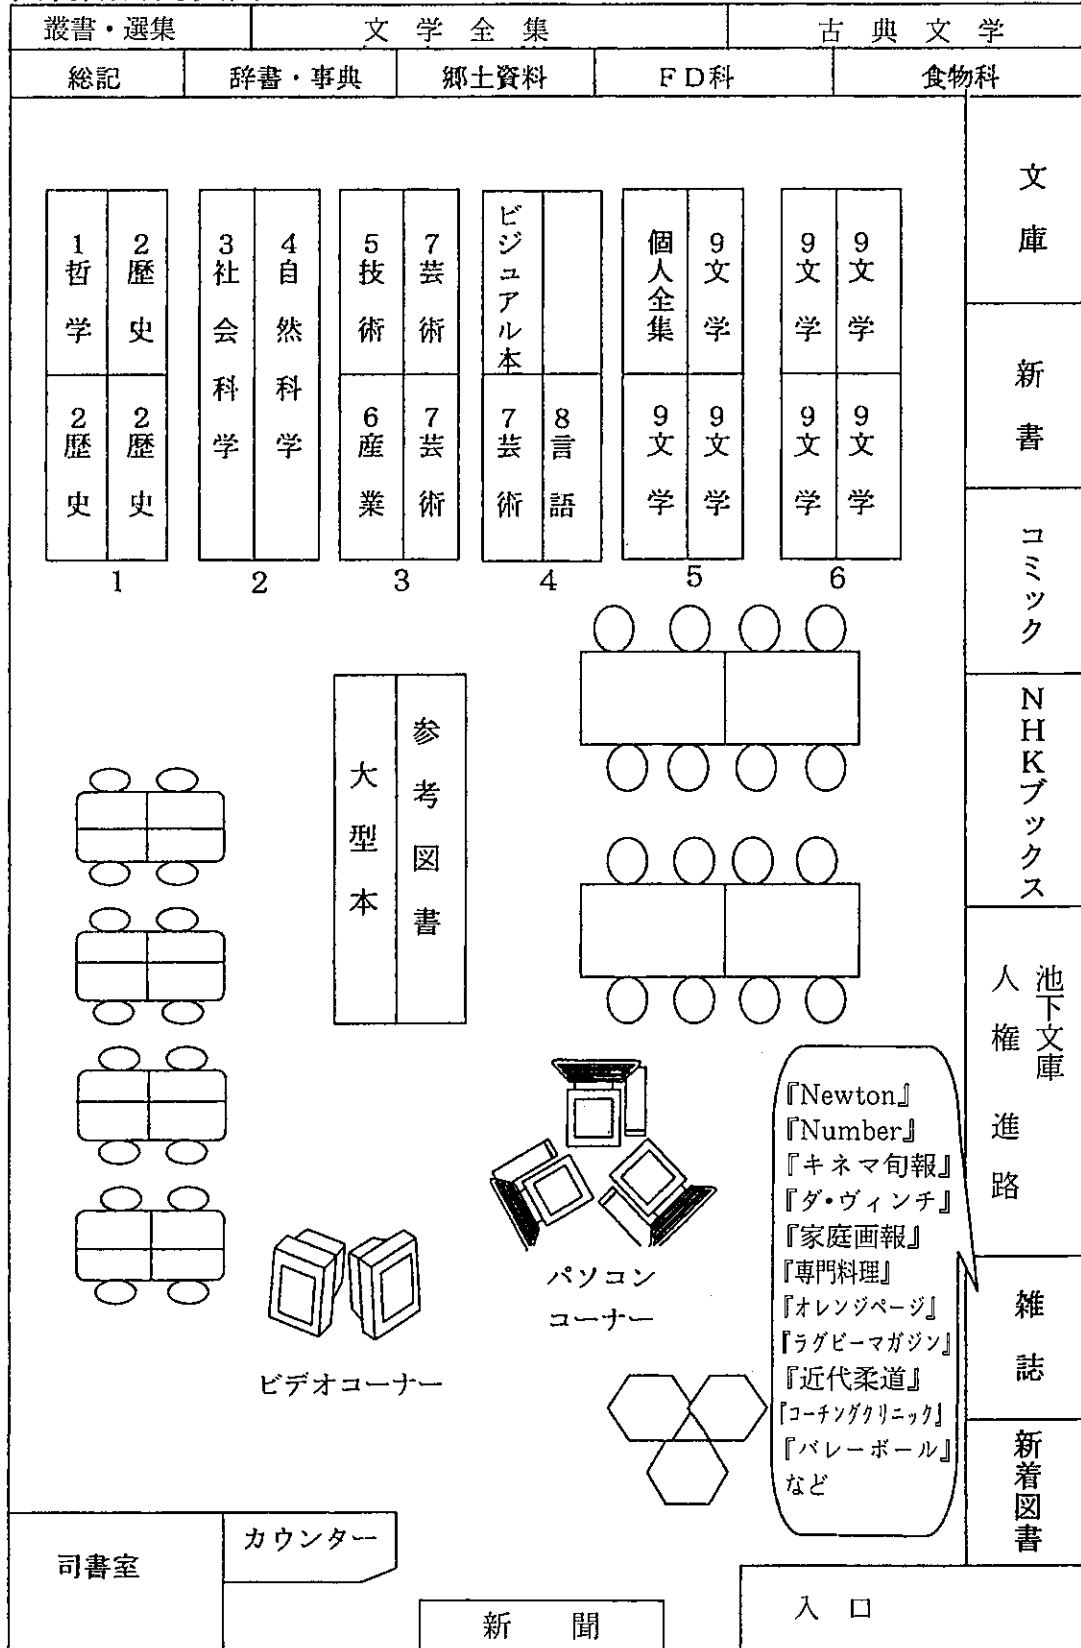 叢書・選集
文学全集
古典文学
総記
辞書・事典
郷土資料
FD科
食物科
文庫
新書
コミック
NHKブックス
池下文庫
人権 進路
雑誌
新着図書
1哲学
2歴史
2歴史
2歴史
1
3社会科学
4自然科学
2
5技術
7芸術
6産業
7芸術
3
ビジュアル本
7芸術
8言語
4
個人全集
9文学
9文学
9文学
5
9文学
9文学
9文学
9文学
6
大型本
参考図書
『Newton』
『Number』
『キネマ旬報』
『ダ・ヴィンチ』
『家庭画報』
『専門料理』
『オレンジページ』
『ラグビーマガジン』
『近代柔道』
『コーチングクリニック』
『バレーボール』
など
パソコン
コーナー
ビデオコーナー
カウンター
司書室
新聞
入口